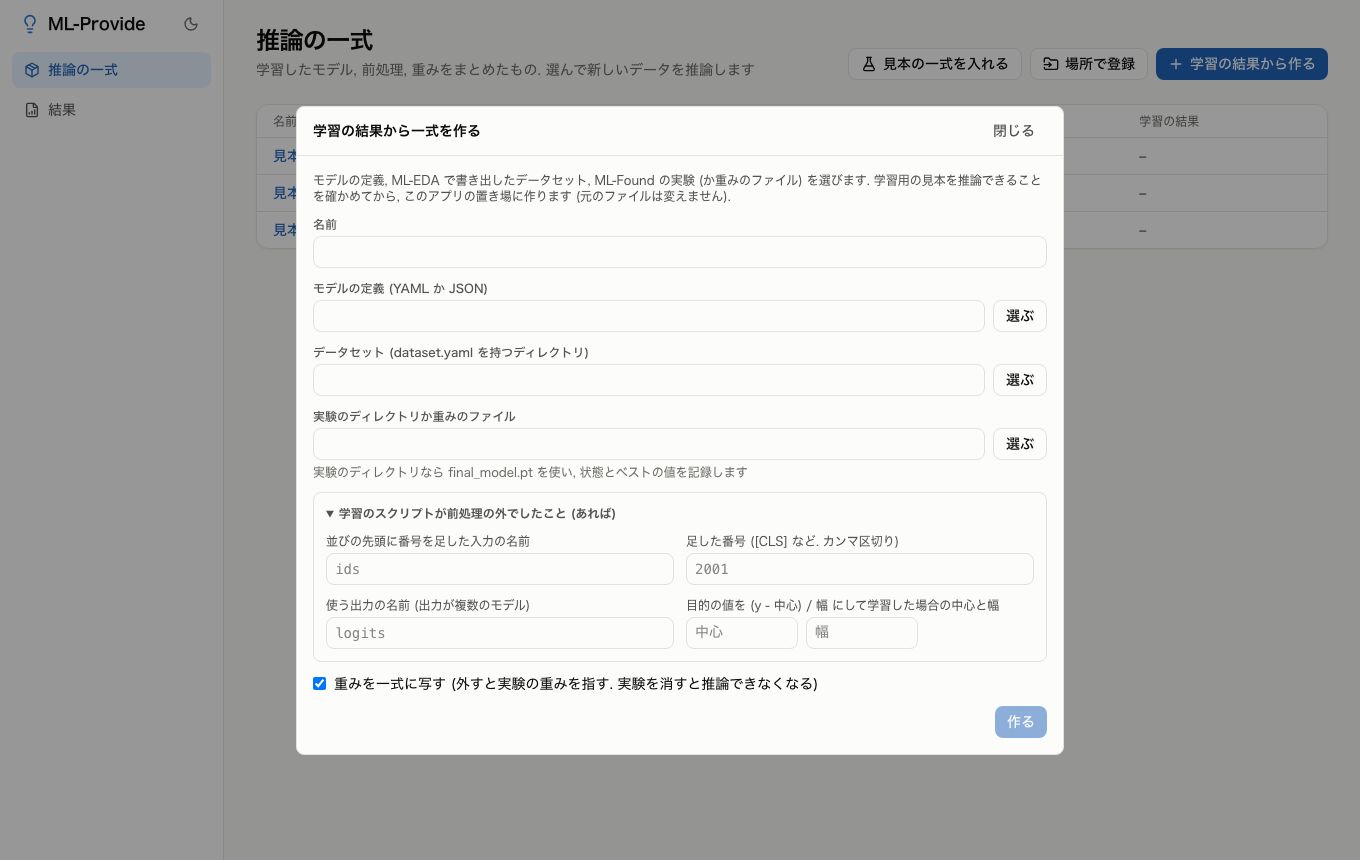 ML-Provide
推論の一式
結果
推論の一式
学習したモデル, 前処理, 重みをまとめたもの. 選んで新しいデータを推論します
見本の一式を入れる
場所で登録
+ 学習の結果から作る
名前
学習の結果
見本
–
見本
–
見本
–
学習の結果から一式を作る
閉じる
モデルの定義, ML-EDA で書き出したデータセット, ML-Found の実験 (か重みのファイル) を選びます. 学習用の見本を推論できること
を確かめてから, このアプリの置き場に作ります (元のファイルは変えません).
名前
モデルの定義 (YAML か JSON)
選ぶ
データセット (dataset.yaml を持つディレクトリ)
選ぶ
実験のディレクトリか重みのファイル
選ぶ
実験のディレクトリなら final_model.pt を使い, 状態とベストの値を記録します
▼ 学習のスクリプトが前処理の外でしたこと (あれば)
並びの先頭に番号を足した入力の名前
足した番号 ([CLS] など. カンマ区切り)
ids
2001
使う出力の名前 (出力が複数のモデル)
目的の値を (y - 中心) / 幅 にして学習した場合の中心と幅
logits
中心
幅
重みを一式に写す (外すと実験の重みを指す. 実験を消すと推論できなくなる)
作る